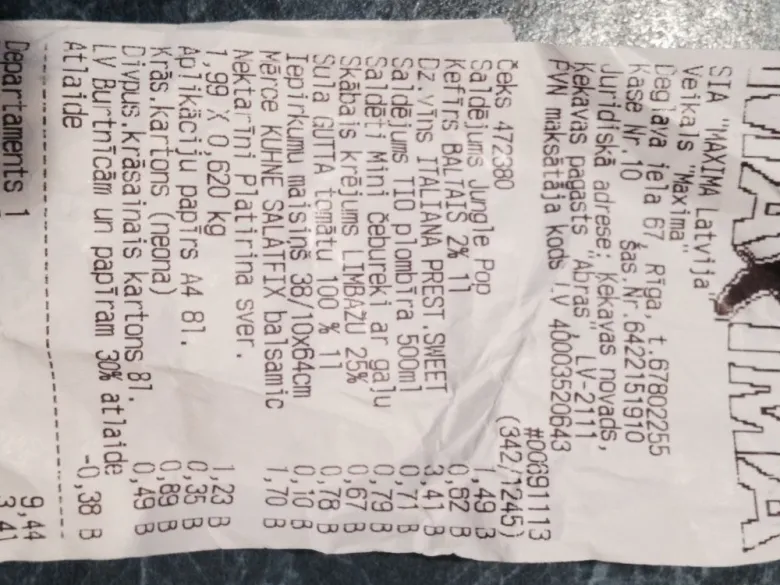 MAXIMA
SIA "MAXIMA Latvija"
Veikals "Maxima"
Deglava iela 67, Rīga, t.67802255
Kase Nr.10 Šas.Nr.6422151910
Juridiskā adrese: Ķekavas novads,
Ķekavas pagasts "Abras", LV-2111
PVN maksātāja kods LV 40003520643
#00891113
Čeks 472380 (342/1245)
Saldējums Jungle Pop 1,49 B
Kefīrs BALTAIS 2% 1l 0,62 B
Dz.vīns ITALIANA PREST.SWEET 3,41 B
Saldējums TIO plombīra 500ml 0,71 B
Saldēti Mini čebureki ar gaļu 0,79 B
Skābais krējums LIMBAŽU 25% 0,67 B
Sula GUTTA tomātu 100 % 1l 0,78 B
Iepirkumu maisiņš 38/10x64cm 0,10 B
Mērce KUHNE SALATFIX balsamic 1,70 B
Nektarīni Platirina sver.
1,99 X 0,620 kg 1,23 B
Aplikāciju papīrs A4 8l. 0,35 B
Krās.kartons (neona) 0,89 B
Divpus.krāsainais kartons 8l. 0,49 B
LV Burtnīcām un papīram 30% atlaide
Atlaide -0,38 B
Departaments 1 9,44
3,41